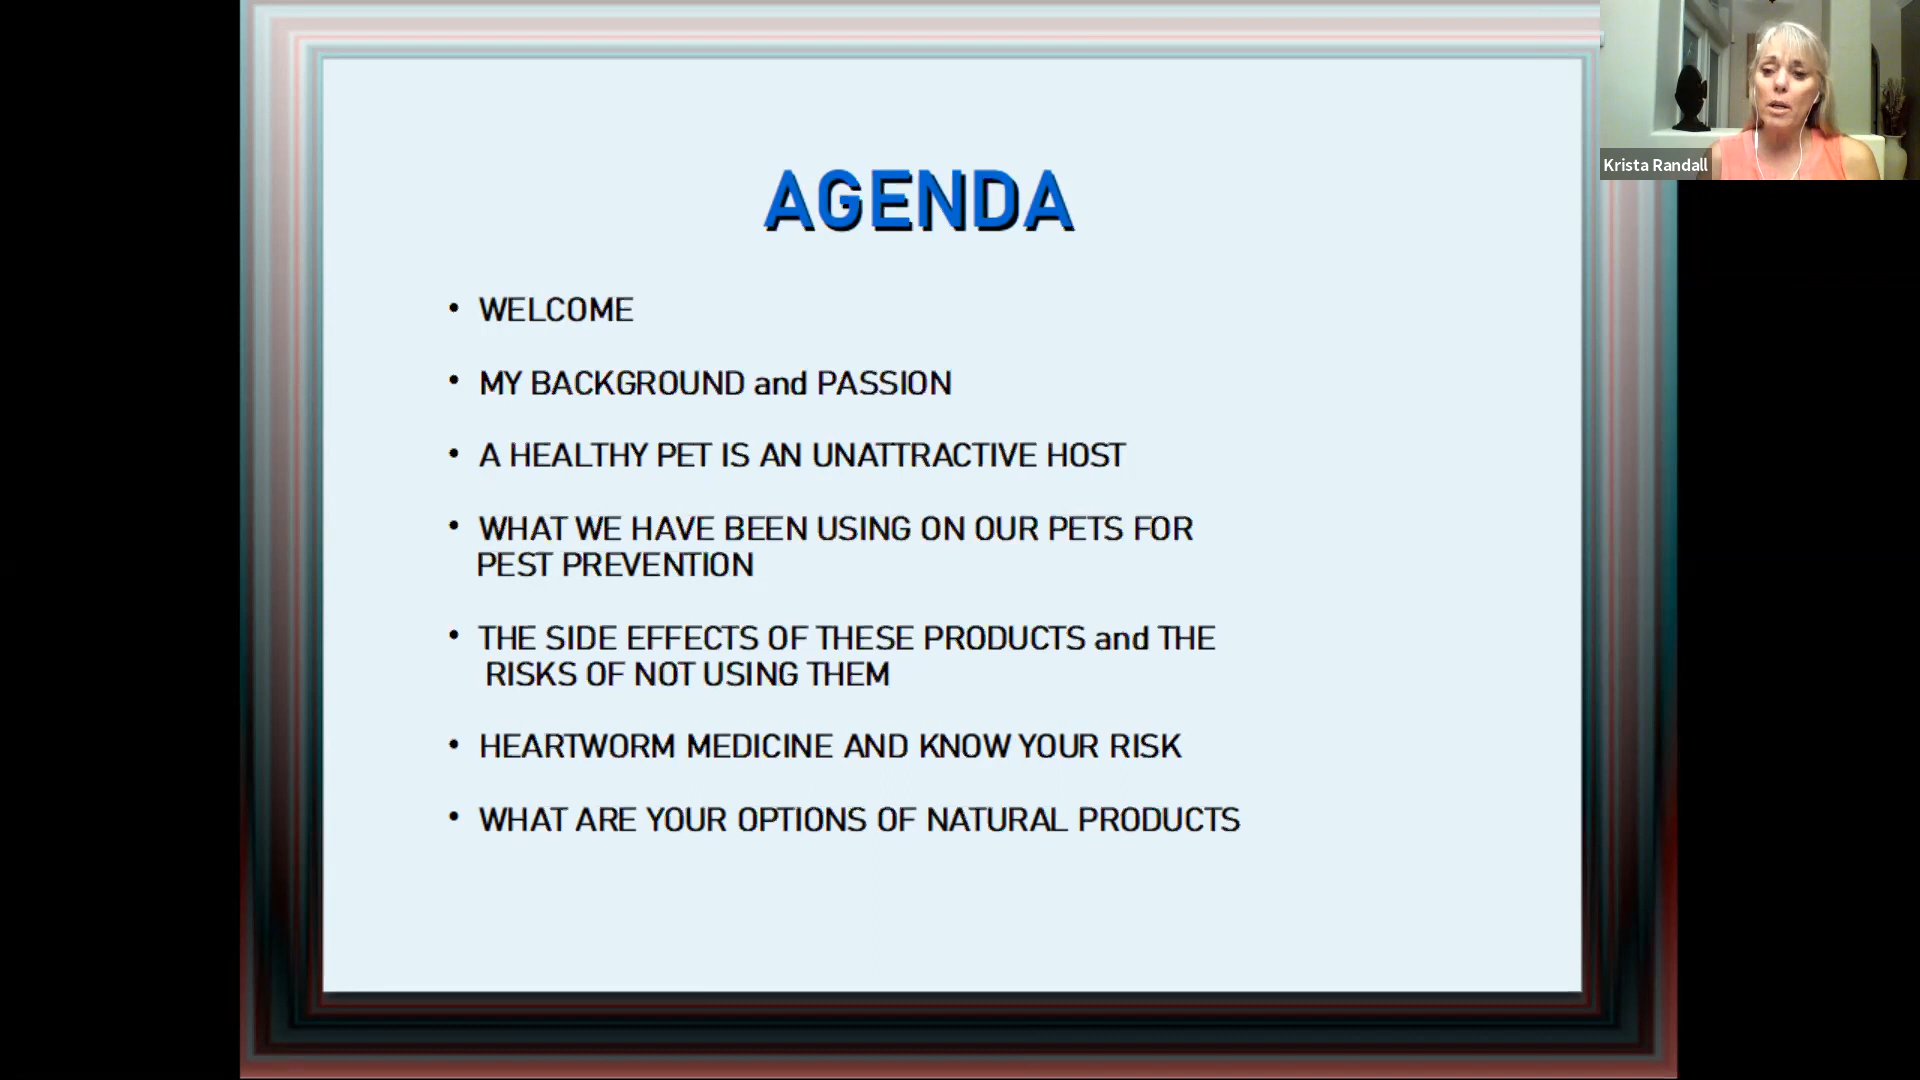 AGENDA
• WELCOME
• MY BACKGROUND and PASSION
• A HEALTHY PET IS AN UNATTRACTIVE HOST
• WHAT WE HAVE BEEN USING ON OUR PETS FOR
PEST PREVENTION
• THE SIDE EFFECTS OF THESE PRODUCTS and THE
RISKS OF NOT USING THEM
• HEARTWORM MEDICINE AND KNOW YOUR RISK
• WHAT ARE YOUR OPTIONS OF NATURAL PRODUCTS
Krista Randall